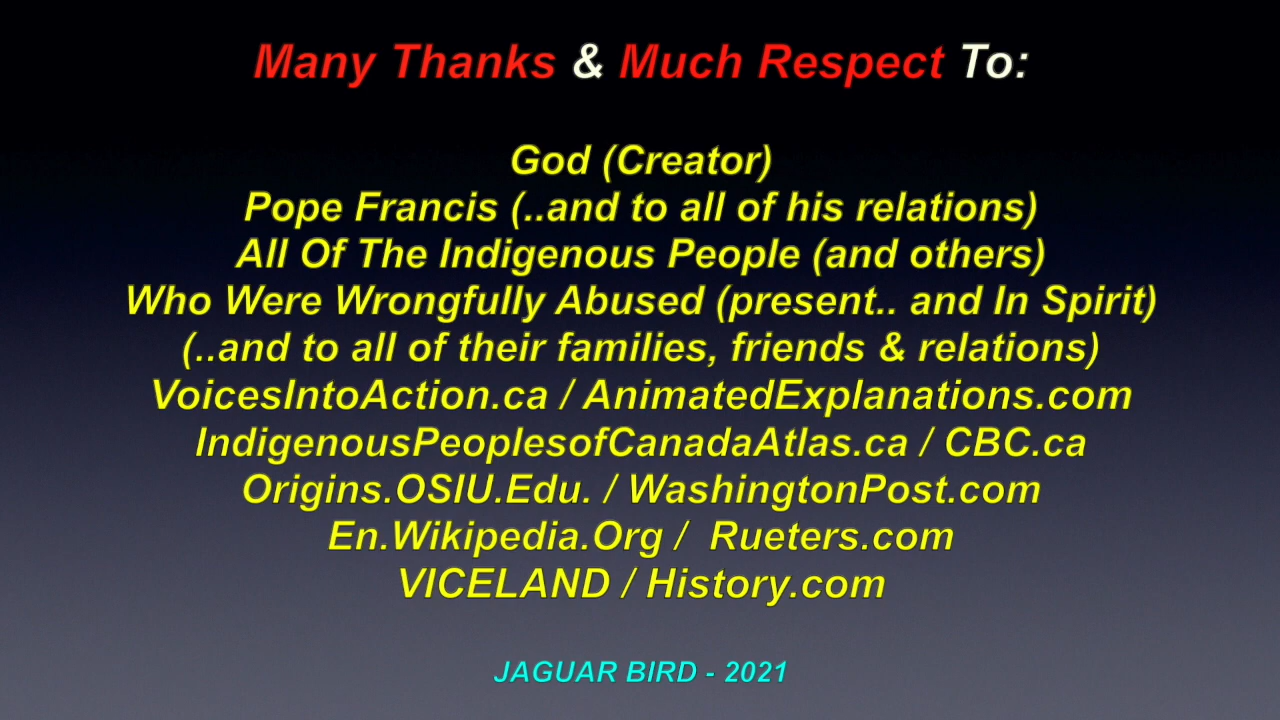 Many Thanks & Much Respect To:
God (Creator)
Pope Francis (..and to all of his relations)
All Of The Indigenous People (and others)
Who Were Wrongfully Abused (present.. and In Spirit)
(..and to all of their families, friends & relations)
VoicesIntoAction.ca / AnimatedExplanations.com
IndigenousPeoplesofCanadaAtlas.ca / CBC.ca
Origins.OSIU.Edu. / WashingtonPost.com
En.Wikipedia.Org /  Rueters.com
VICELAND / History.com
JAGUAR BIRD - 2021